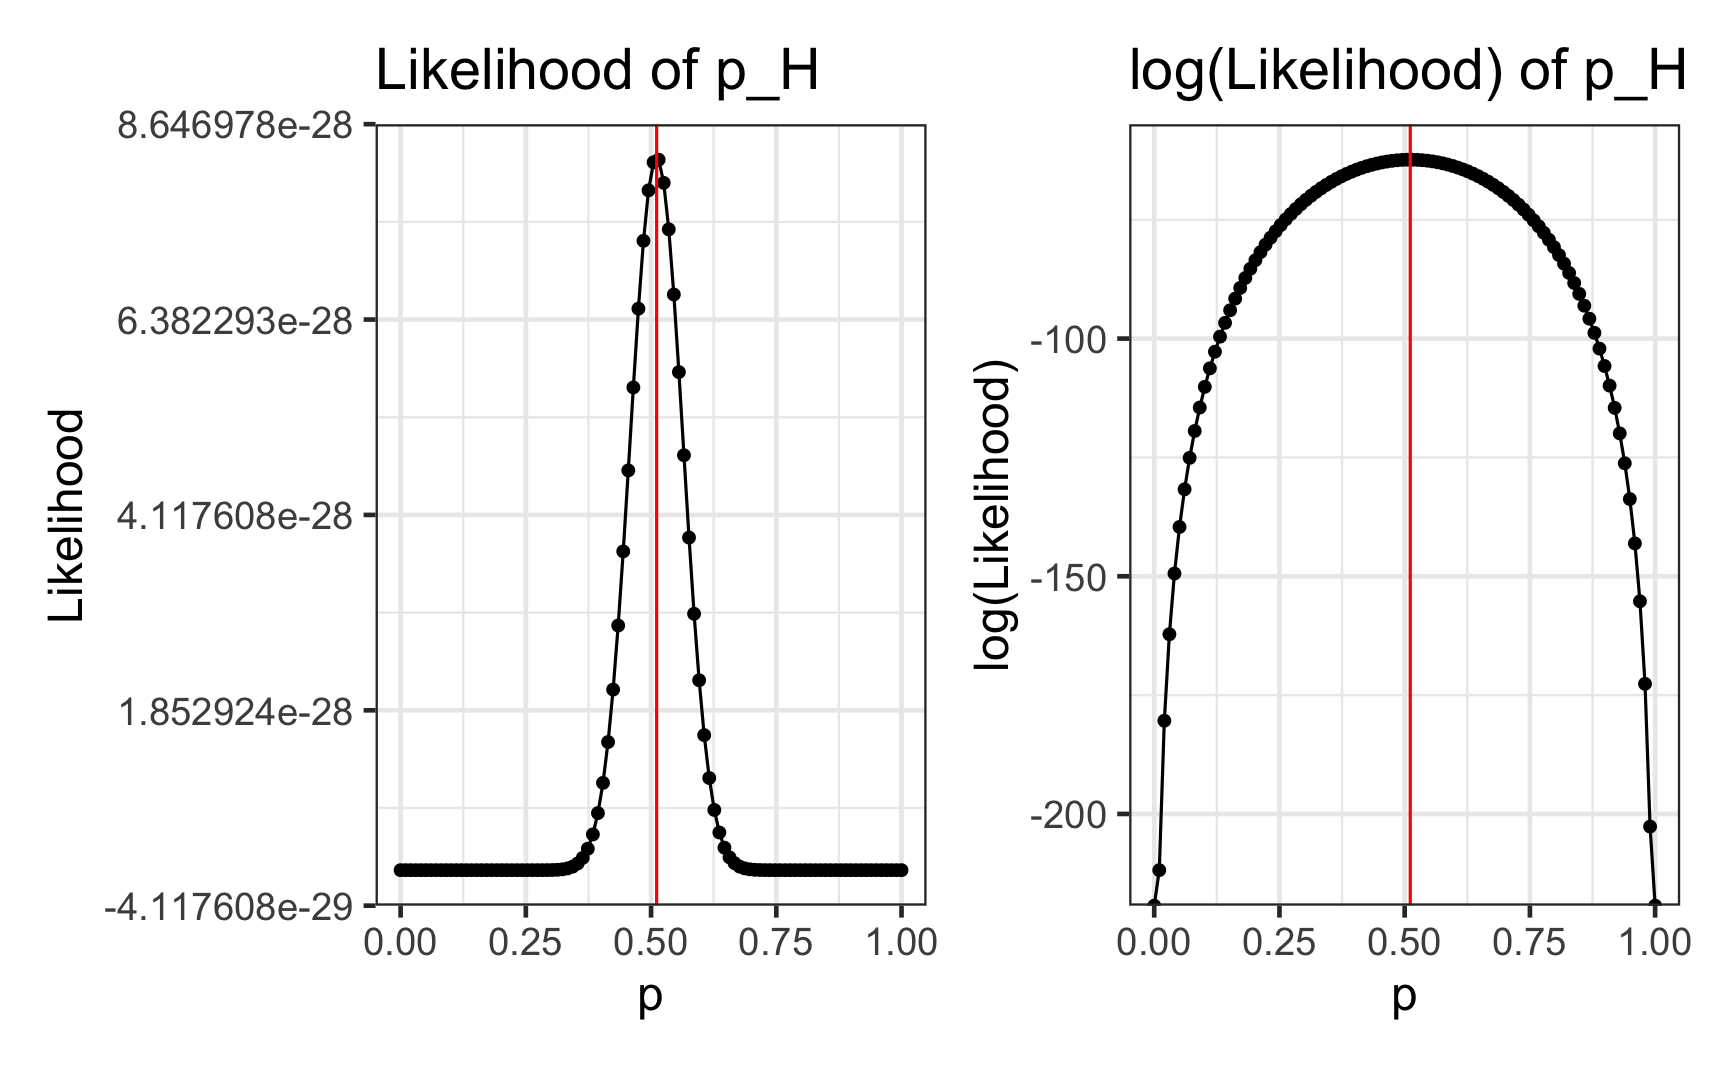 Likelihood of p_H
8.646978e-28
6.382293e-28
4.117608e-28
1.852924e-28
-4.117608e-29
Likelihood
0.00 0.25 0.50 0.75 1.00
p
log(Likelihood) of p_H
-100
-150
-200
log(Likelihood)
0.00 0.25 0.50 0.75 1.00
p